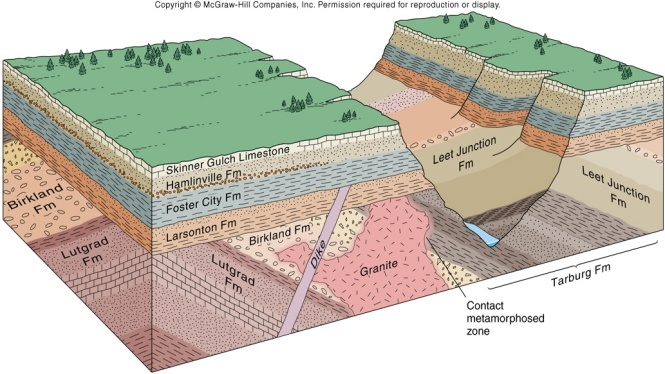 Copyright © McGraw-Hill Companies, Inc. Permission required for reproduction or display.
Skinner Gulch Limestone
Hamlinville Fm
Foster City Fm
Larsonton Fm
Birkland Fm
Birkland
Fm
Lutgrad
Fm
Lutgrad
Fm
Dike
Granite
Leet Junction
Fm
Leet Junction
Fm
Tarburg Fm
Contact
metamorphosed
zone